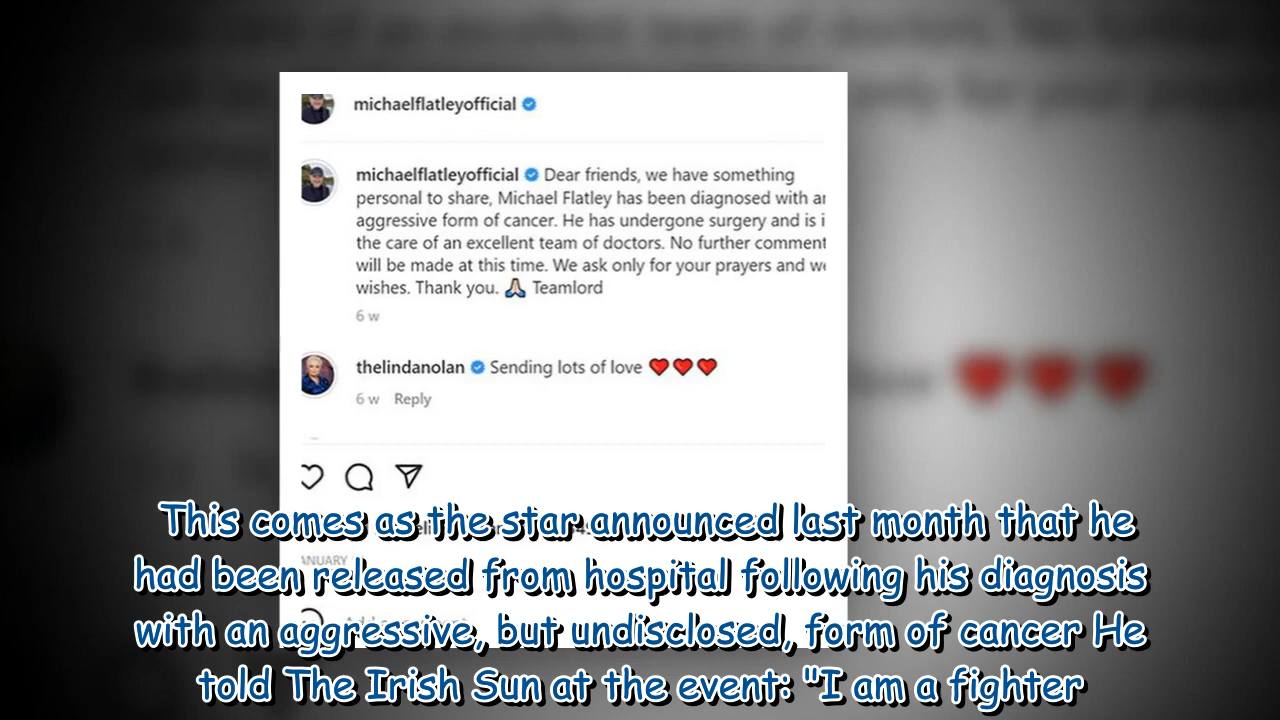 michaelflatleyofficial
michaelflatleyofficial Dear friends, we have something
personal to share, Michael Flatley has been diagnosed with an
aggressive form of cancer. He has undergone surgery and is i
the care of an excellent team of doctors. No further comment
will be made at this time. We ask only for your prayers and we
wishes. Thank you. 🙏 Teamlord
6 w
thelindanolan Sending lots of love ❤️❤️❤️
6 w Reply
This comes as the star announced last month that he
had been released from hospital following his diagnosis
ANUARY
with an aggressive, but undisclosed, form of cancer He
told The Irish Sun at the event: "I am a fighter